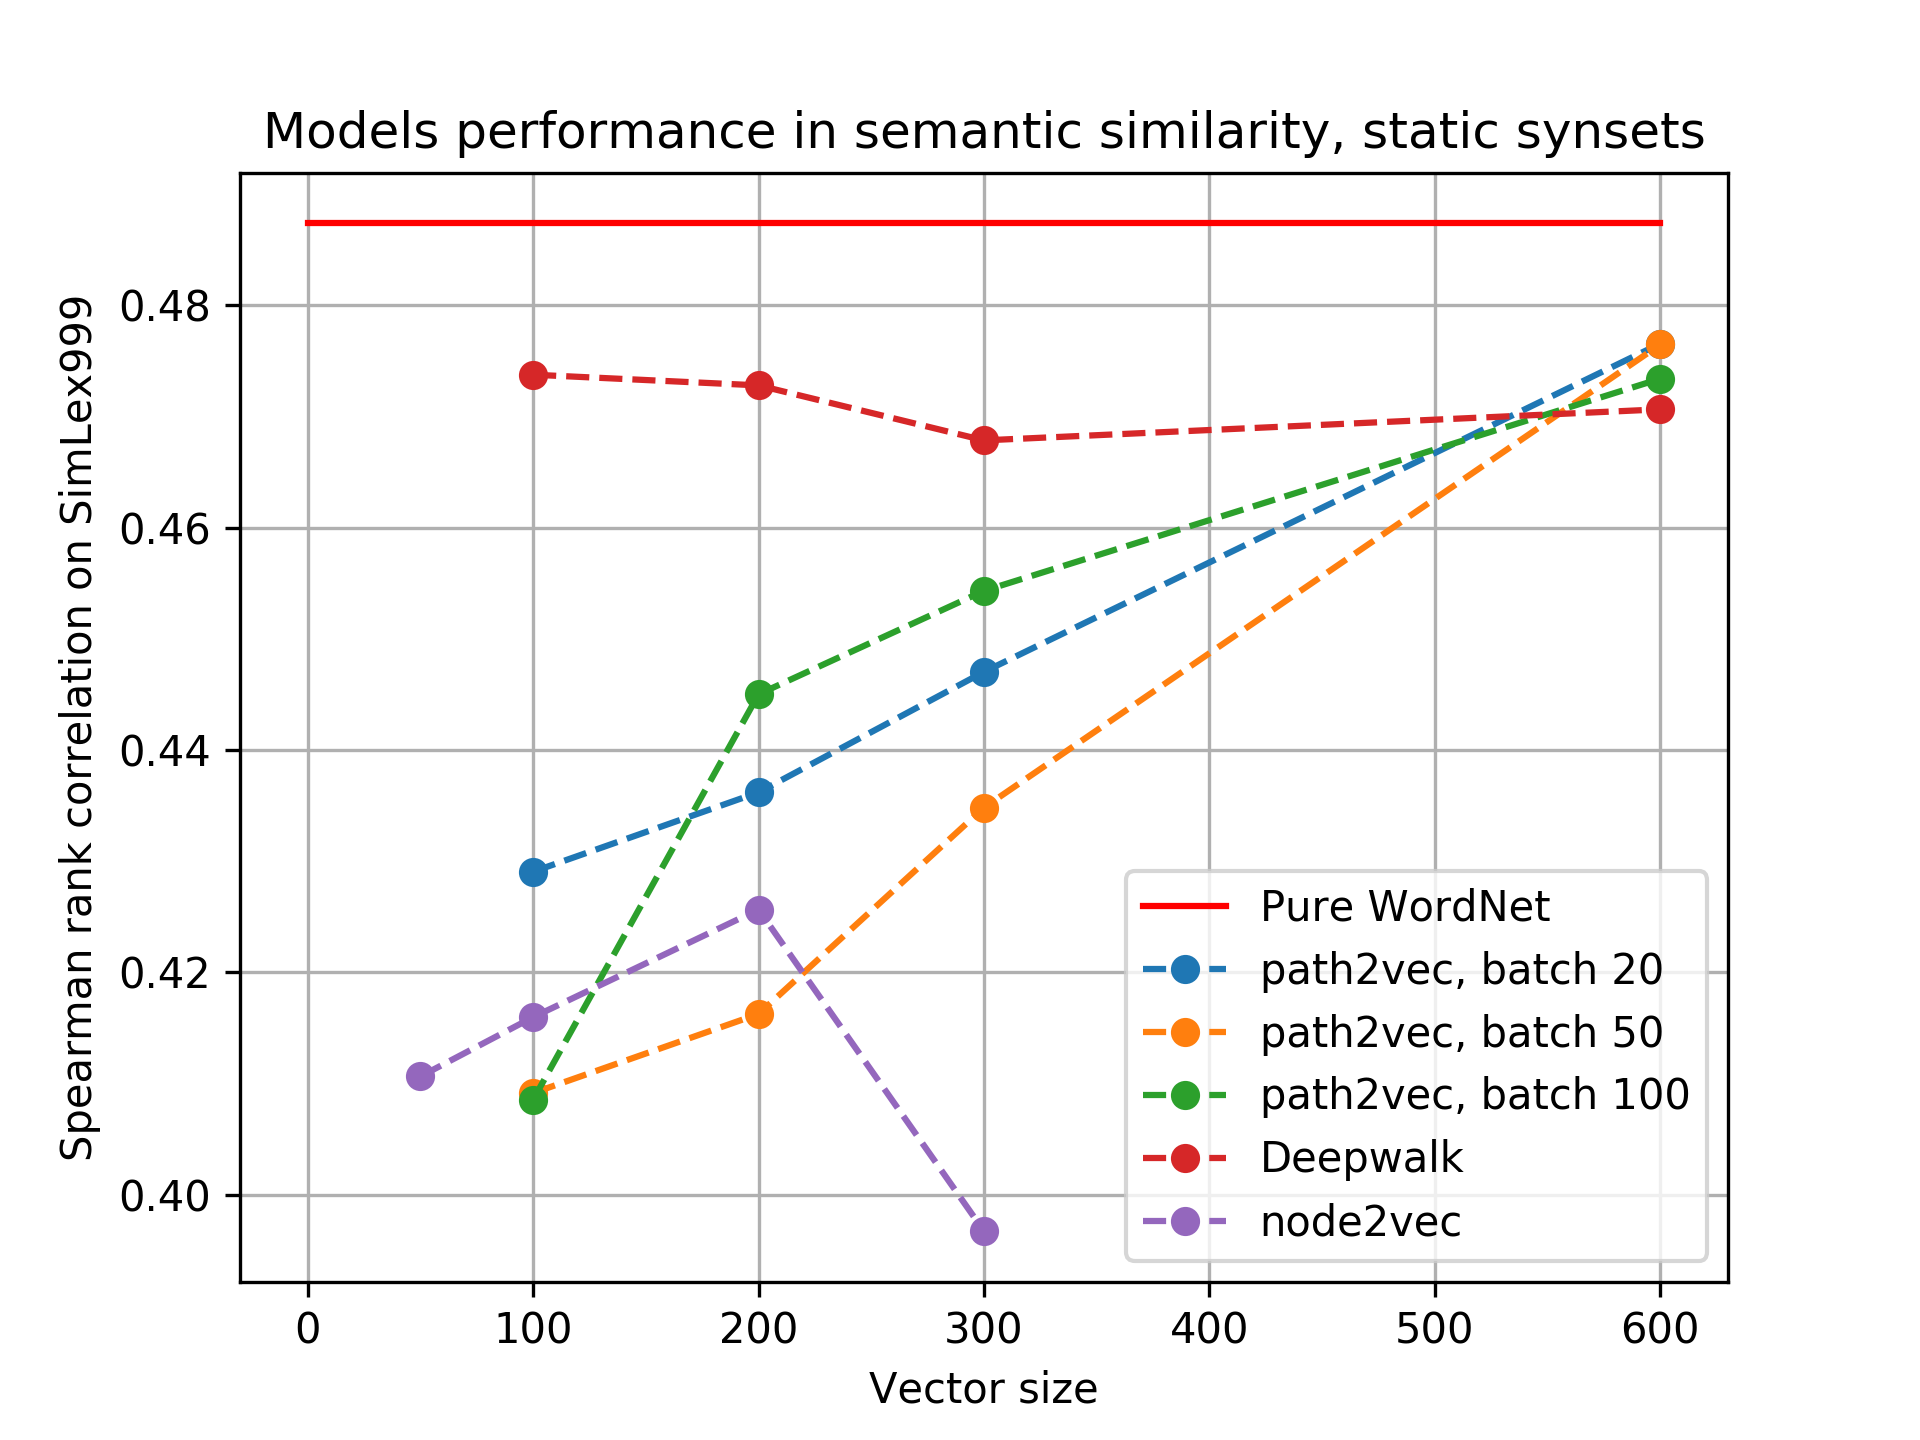 Models performance in semantic similarity, static synsets
Spearman rank correlation on SimLex999
0.48
0.46
0.44
0.42
0.40
0 100 200 300 400 500 600
Vector size
Pure WordNet
path2vec, batch 20
path2vec, batch 50
path2vec, batch 100
Deepwalk
node2vec